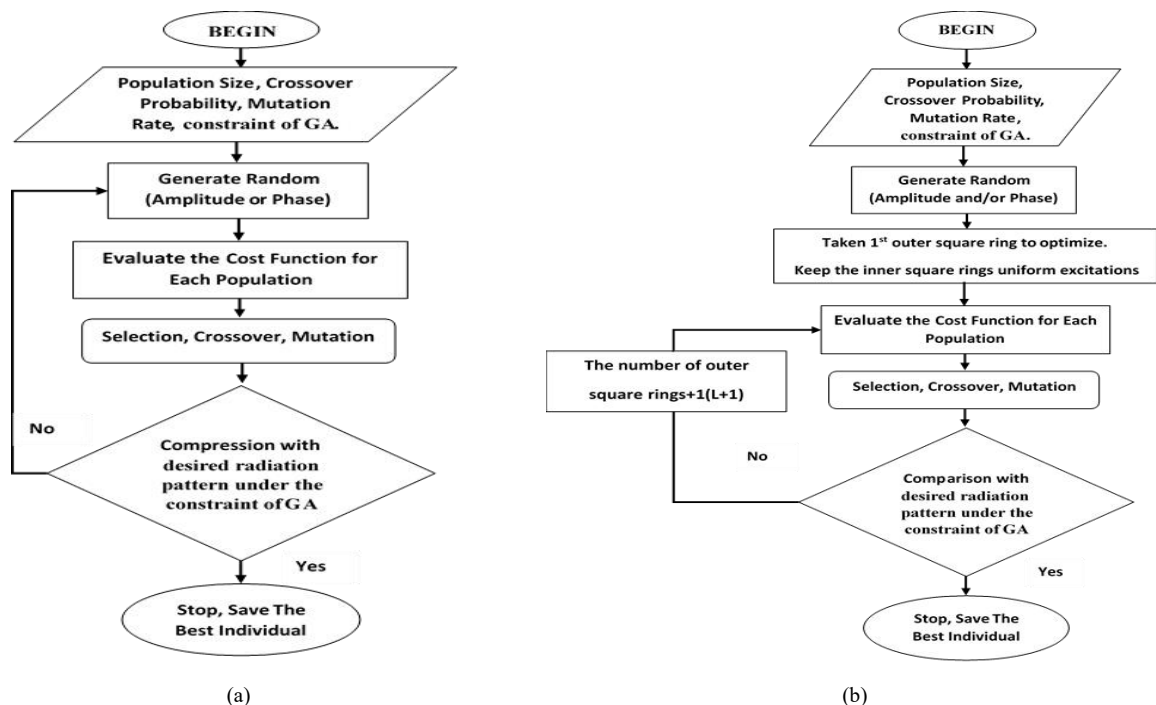 BEGIN
Population Size, Crossover
Probability, Mutation
Rate, constraint of GA.
Generate Random
(Amplitude or Phase)
Evaluate the Cost Function for
Each Population
Selection, Crossover, Mutation
No
Compression with
desired radiation
pattern under the
constraint of GA
Yes
Stop, Save The
Best Individual
(a)
BEGIN
Population Size,
Crossover Probability,
Mutation Rate,
constraint of GA.
Generate Random
(Amplitude and/or Phase)
Taken 1st outer square ring to optimize.
Keep the inner square rings uniform excitations
Evaluate the Cost Function for Each
Population
The number of outer
square rings+1(L+1)
Selection, Crossover, Mutation
No
Comparison with
desired radiation
pattern under the
constraint of GA
Yes
Stop, Save The
Best Individual
(b)